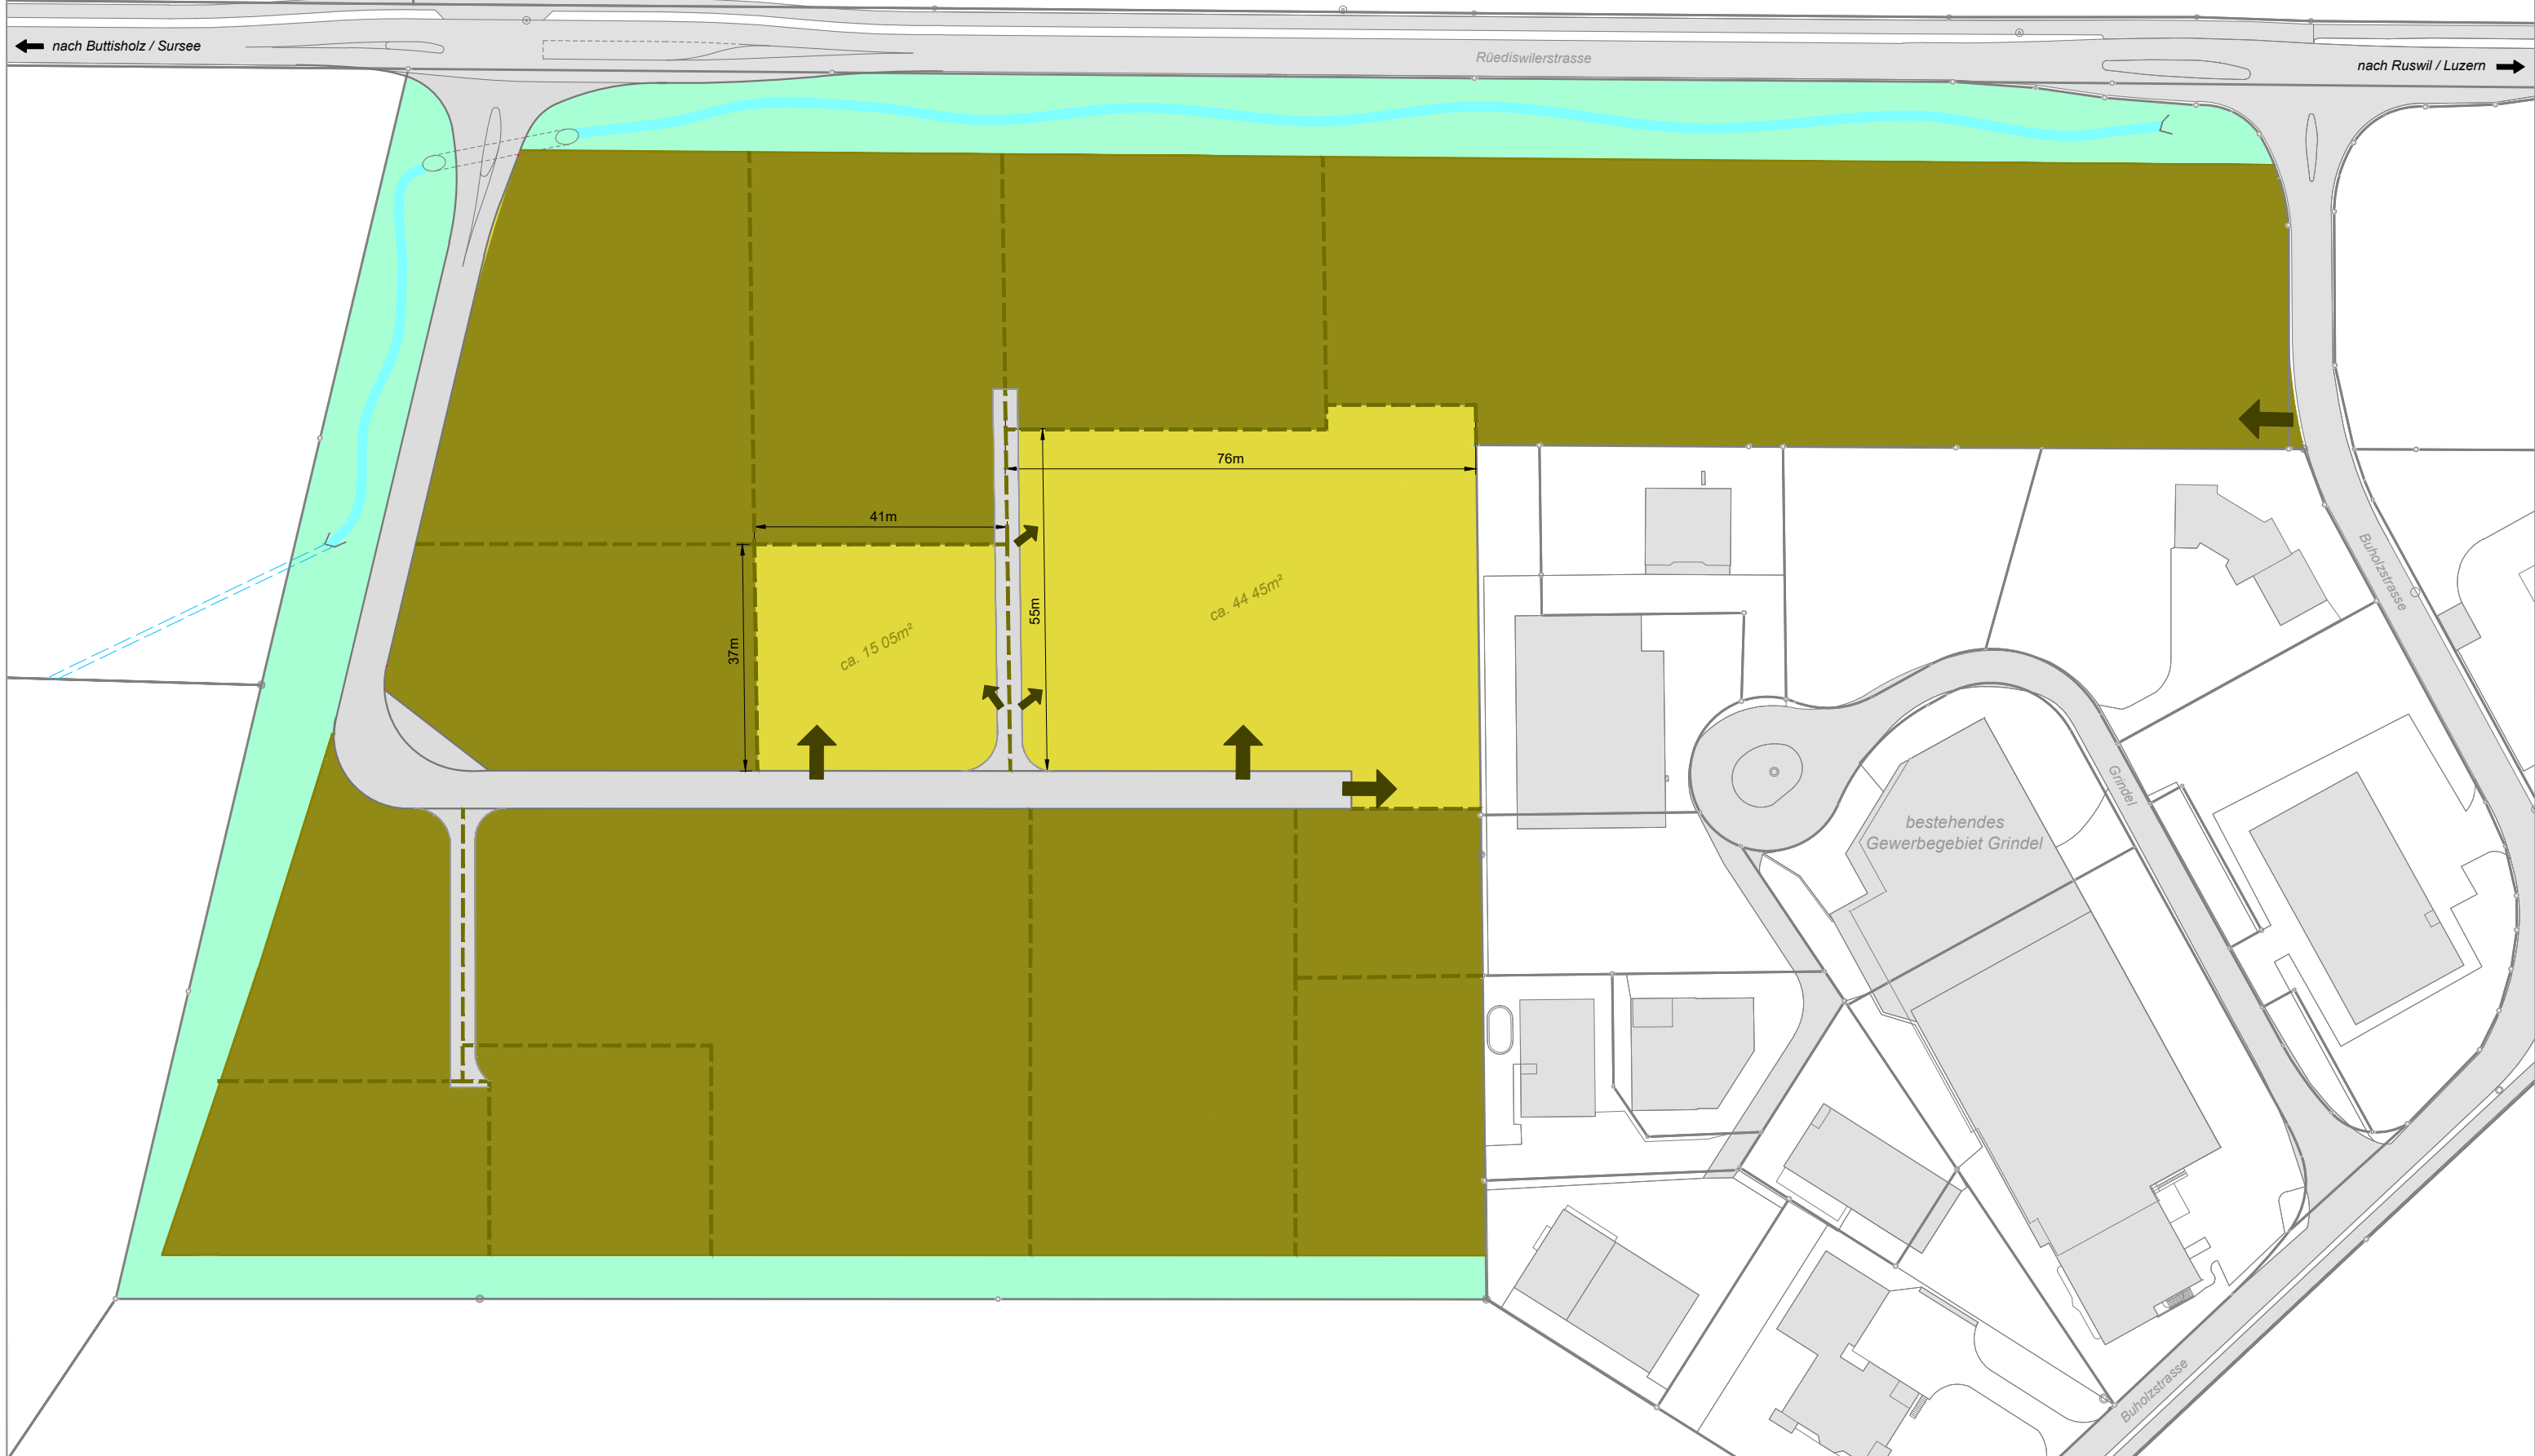 nach Buttisholz / Sursee
Rüediswilerstrasse
nach Ruswil / Luzern
76m
41m
55m
37m
ca. 15 05m²
ca. 44 45m²
Buholzstrasse
Grindel
bestehendes
Gewerbegebiet Grindel
Buholzstrasse